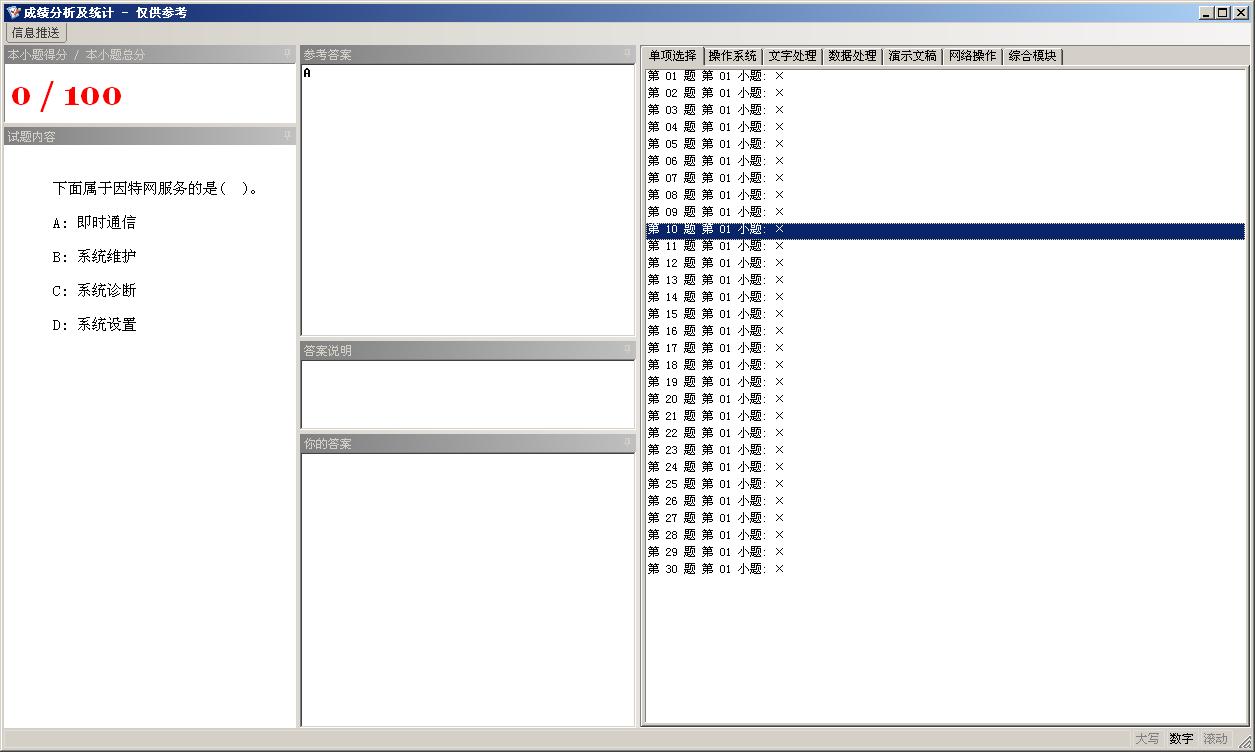 成绩分析及统计 - 仅供参考
信息推送
本小题得分 / 本小题总分
0 / 100
试题内容
下面属于因特网服务的是(  )。
A: 即时通信
B: 系统维护
C: 系统诊断
D: 系统设置
参考答案
A
答案说明
你的答案
单项选择 操作系统 文字处理 数据处理 演示文稿 网络操作 综合模块
第 01 题 第 01 小题: ×
第 02 题 第 01 小题: ×
第 03 题 第 01 小题: ×
第 04 题 第 01 小题: ×
第 05 题 第 01 小题: ×
第 06 题 第 01 小题: ×
第 07 题 第 01 小题: ×
第 08 题 第 01 小题: ×
第 09 题 第 01 小题: ×
第 10 题 第 01 小题: ×
第 11 题 第 01 小题: ×
第 12 题 第 01 小题: ×
第 13 题 第 01 小题: ×
第 14 题 第 01 小题: ×
第 15 题 第 01 小题: ×
第 16 题 第 01 小题: ×
第 17 题 第 01 小题: ×
第 18 题 第 01 小题: ×
第 19 题 第 01 小题: ×
第 20 题 第 01 小题: ×
第 21 题 第 01 小题: ×
第 22 题 第 01 小题: ×
第 23 题 第 01 小题: ×
第 24 题 第 01 小题: ×
第 25 题 第 01 小题: ×
第 26 题 第 01 小题: ×
第 27 题 第 01 小题: ×
第 28 题 第 01 小题: ×
第 29 题 第 01 小题: ×
第 30 题 第 01 小题: ×
大写 数字 滚动